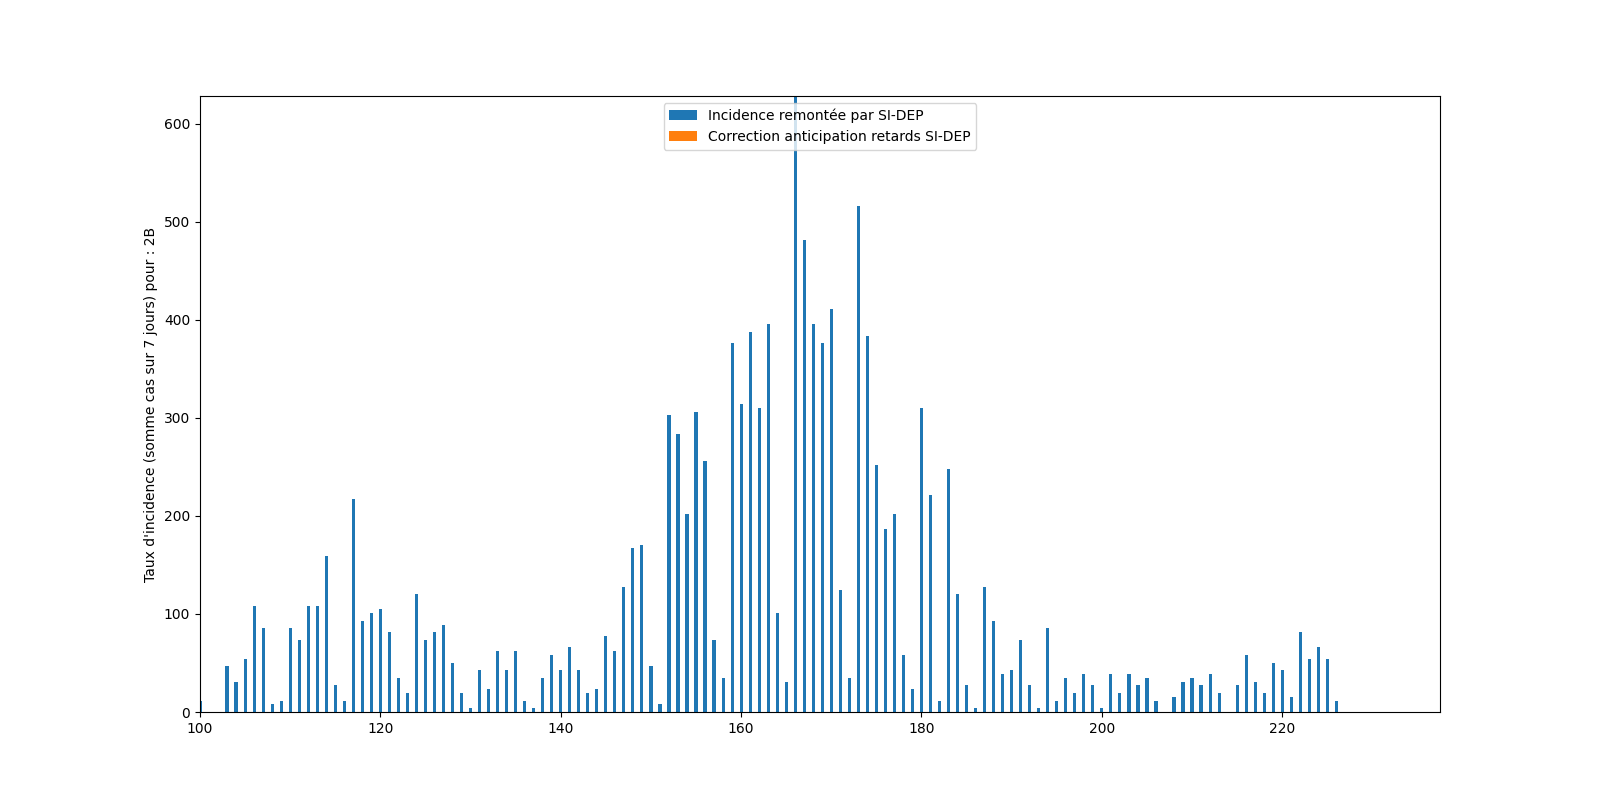 Incidence remontée par SI-DEP
Correction anticipation retards SI-DEP
Taux d'incidence (somme cas sur 7 jours) pour : 2B
600
500
400
300
200
100
0
100 120 140 160 180 200 220